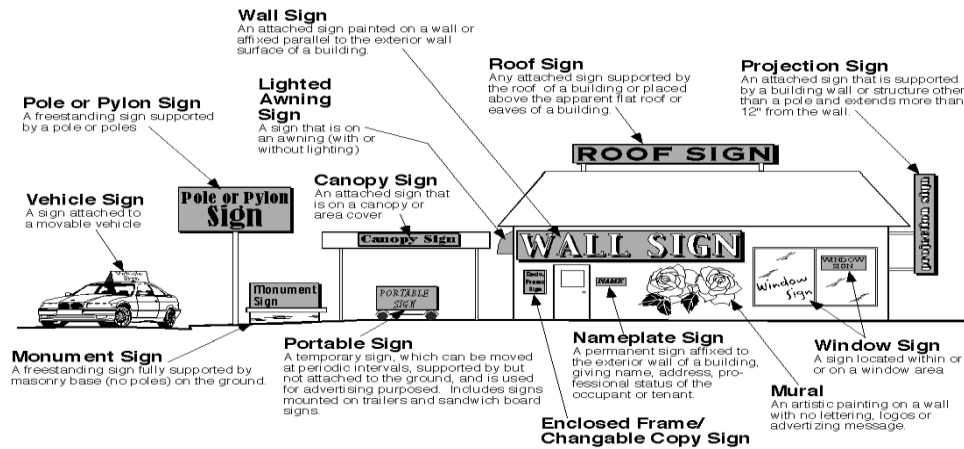 Wall Sign
An attached sign painted on a wall or
affixed parallel to the exterior wall
surface of a building.
Roof Sign
Any attached sign supported by
the roof of a building or placed
above the apparent flat roof or
eaves of a building.
Projection Sign
An attached sign that is supported
by a building wall or structure other
than a pole and extends more than
12" from the wall.
Lighted
Awning
Sign
A sign that is on
an awning (with or
without lighting)
Pole or Pylon Sign
A freestanding sign supported
by a pole or poles
Canopy Sign
An attached sign that
is on a canopy or
area cover
Vehicle Sign
A sign attached to
a movable vehicle
ROOF SIGN
Pole or Pylon
Sign
Canopy Sign
WALL SIGN
projection sign
Vehicle
Sign
Monument
Sign
PORTABLE
SIGN
Enclo.
Frame
Sign
NAME
Window
Sign
WINDOW
SIGN
Monument Sign
A freestanding sign fully supported by
masonry base (no poles) on the ground.
Portable Sign
A temporary sign, which can be moved
at periodic intervals, supported by but
not attached to the ground, and is used
for advertising purposed. Includes signs
mounted on trailers and sandwich board
signs.
Nameplate Sign
A permanent sign affixed to
the exterior wall of a building,
giving name, address, pro-
fessional status of the
occupant or tenant.
Window Sign
A sign located within or
or on a window area
Mural
An artistic painting on a wall
with no lettering, logos or
advertizing message.
Enclosed Frame/
Changable Copy Sign